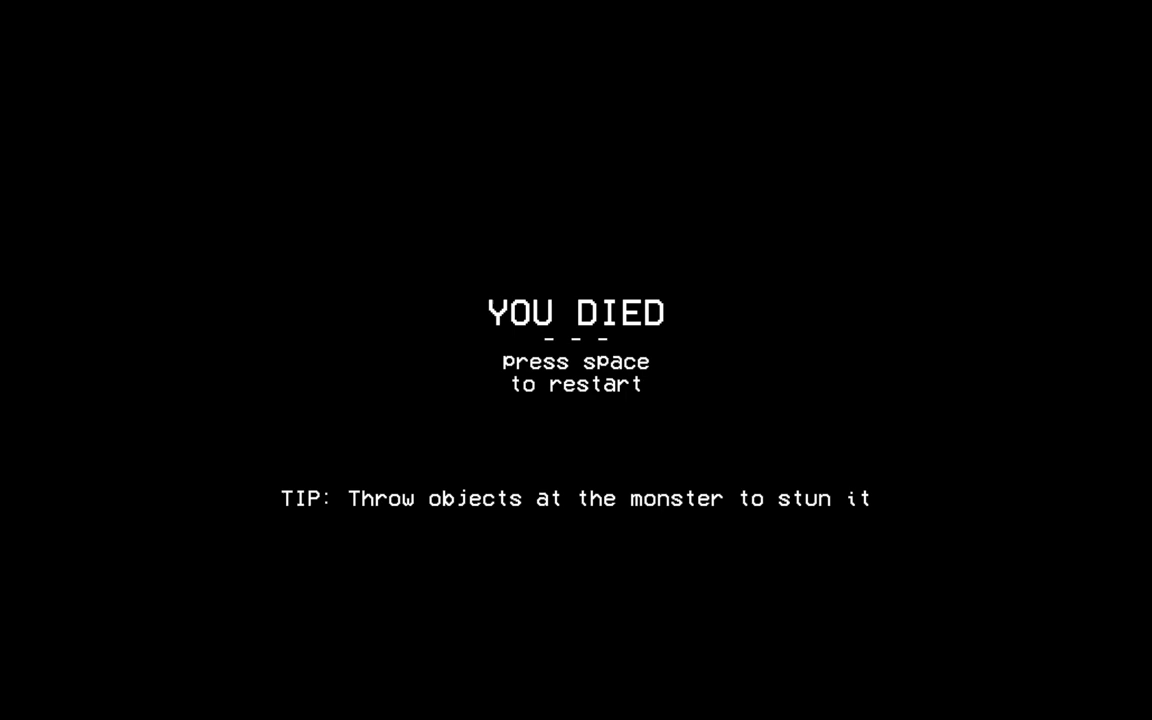 YOU DIED
- - -
press space
to restart
TIP: Throw objects at the monster to stun it